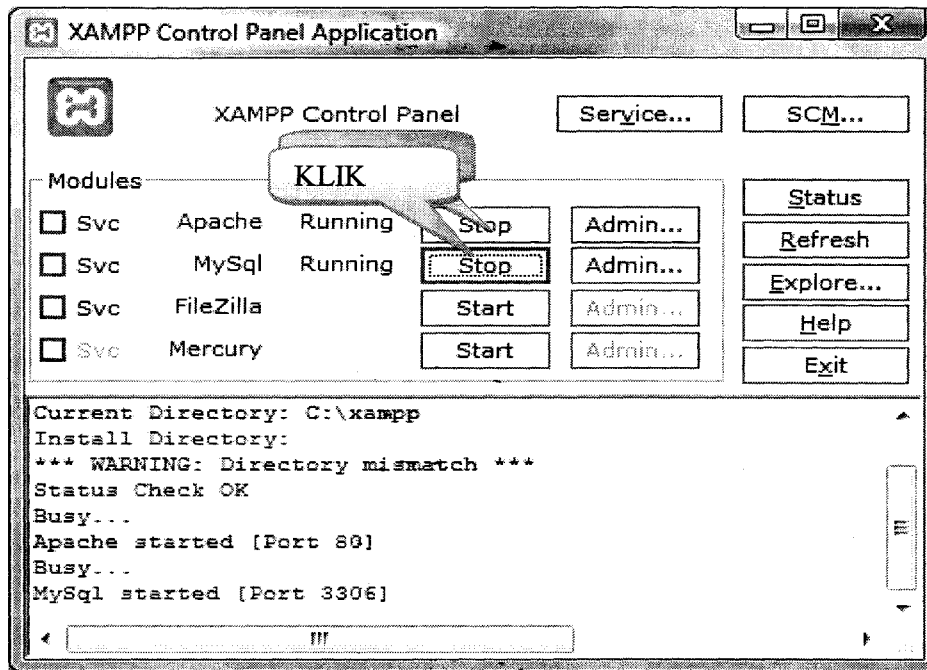 XAMPP Control Panel Application
XAMPP Control Panel
Service...
SCM...
KLIK
Modules
Svc Apache Running Stop Admin...
Svc MySql Running Stop Admin...
Svc FileZilla Start Admin...
Svc Mercury Start Admin...
Status
Refresh
Explore...
Help
Exit
Current Directory: C:\xampp
Install Directory:
*** WARNING: Directory mismatch ***
Status Check OK
Busy...
Apache started [Port 80]
Busy...
MySql started [Port 3306]